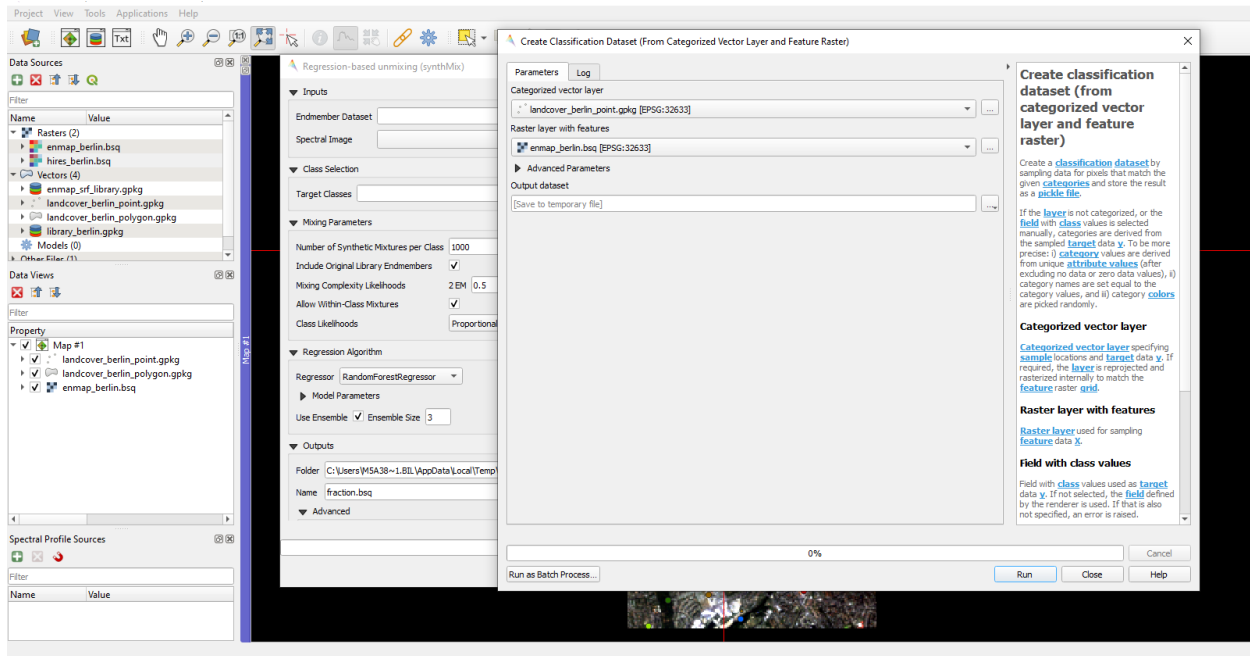 Project View Tools Applications Help
Txt
Data Sources
Filter
Name Value
Rasters (2)
enmap_berlin.bsq
hires_berlin.bsq
Vectors (4)
enmap_srf_library.gpkg
landcover_berlin_point.gpkg
landcover_berlin_polygon.gpkg
library_berlin.gpkg
Models (0)
Other Files (1)
Data Views
Filter
Property
Map #1
landcover_berlin_point.gpkg
landcover_berlin_polygon.gpkg
enmap_berlin.bsq
Spectral Profile Sources
Filter
Name Value
Map #1
Regression-based unmixing (synthMix)
Inputs
Endmember Dataset
Spectral Image
Class Selection
Target Classes
Mixing Parameters
Number of Synthetic Mixtures per Class 1000
Include Original Library Endmembers
Mixing Complexity Likelihoods 2 EM 0.5
Allow Within-Class Mixtures
Class Likelihoods Proportional
Regression Algorithm
Regressor RandomForestRegressor
Model Parameters
Use Ensemble Ensemble Size 3
Outputs
Folder C:\Users\M5A38~1.BIL\AppData\Local\Temp\
Name fraction.bsq
Advanced
Create Classification Dataset (From Categorized Vector Layer and Feature Raster)
Parameters Log
Categorized vector layer
landcover_berlin_point.gpkg [EPSG:32633]
...
Raster layer with features
enmap_berlin.bsq [EPSG:32633]
...
Advanced Parameters
Output dataset
[Save to temporary file]
...
0%
Cancel
Run as Batch Process...
Run Close Help
Create classification
dataset (from
categorized vector
layer and feature
raster)
Create a classification dataset by
sampling data for pixels that match the
given categories and store the result
as a pickle file.
If the layer is not categorized, or the
field with class values is selected
manually, categories are derived from
the sampled target data y. To be more
precise: i) category values are derived
from unique attribute values (after
excluding no data or zero data values), ii)
category names are set equal to the
category values, and iii) category colors
are picked randomly.
Categorized vector layer
Categorized vector layer specifying
sample locations and target data y. If
required, the layer is reprojected and
rasterized internally to match the
feature raster grid.
Raster layer with features
Raster layer used for sampling
feature data X.
Field with class values
Field with class values used as target
data y. If not selected, the field defined
by the renderer is used. If that is also
not specified, an error is raised.